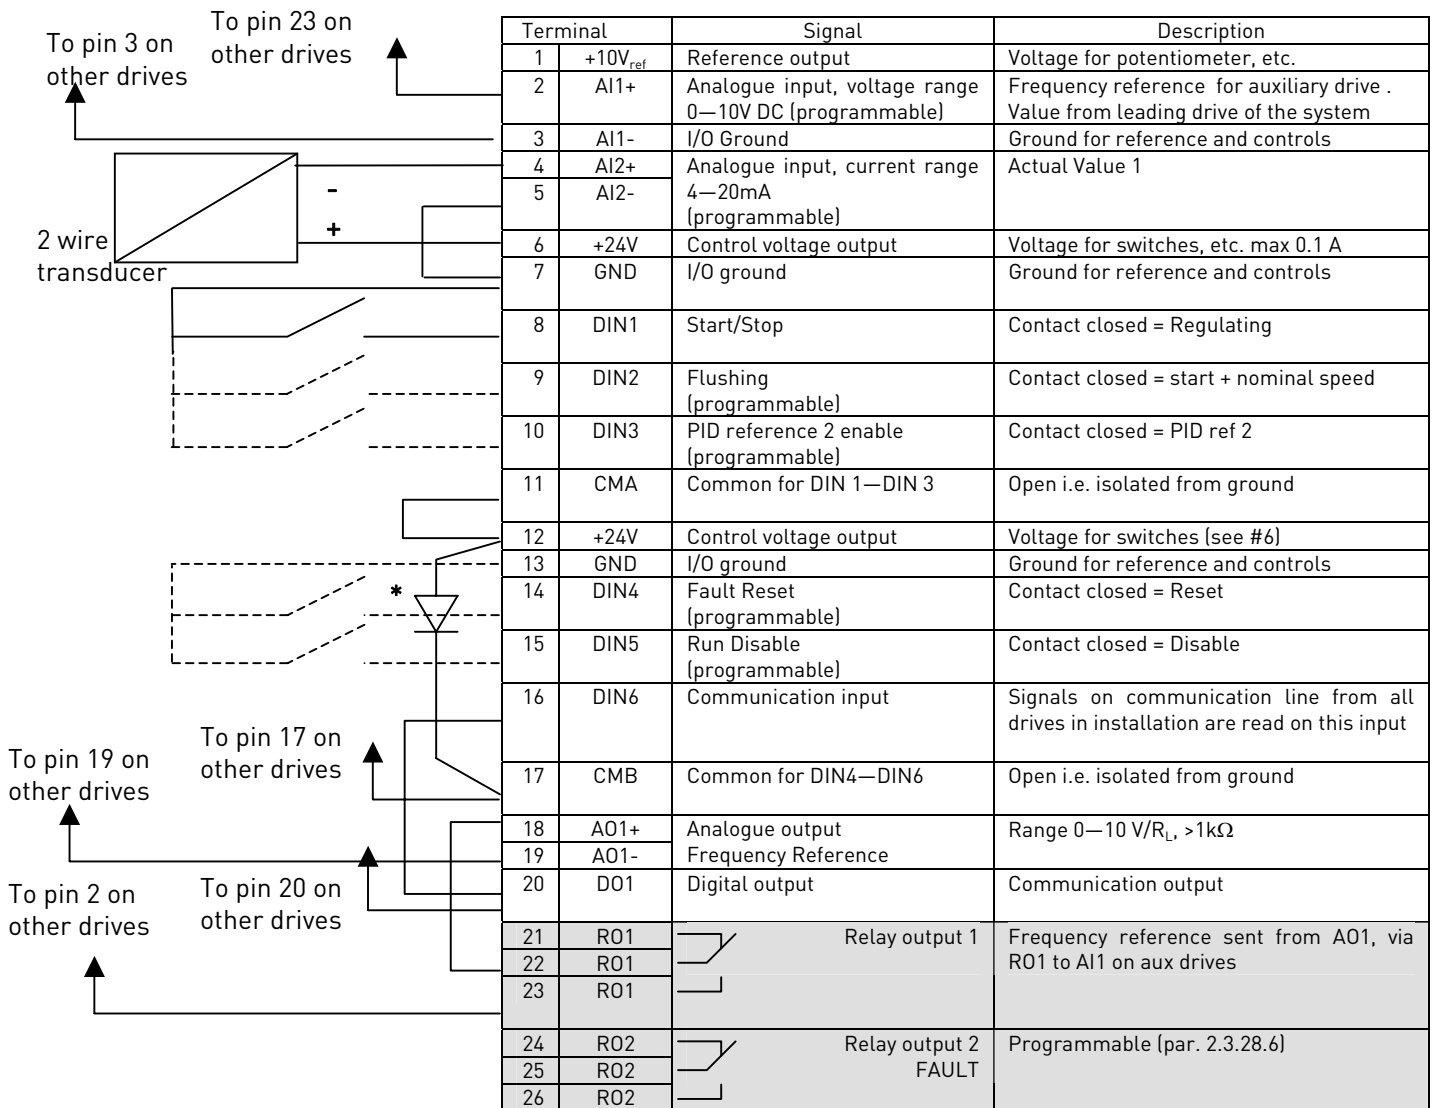 To pin 23 on
other drives
To pin 3 on
other drives
-
+
2 wire
transducer
*
To pin 17 on
other drives
To pin 19 on
other drives
To pin 20 on
other drives
To pin 2 on
other drives
Terminal Signal Description
1 +10Vref Reference output Voltage for potentiometer, etc.
2 AI1+ Analogue input, voltage range Frequency reference for auxiliary drive .
0—10V DC (programmable) Value from leading drive of the system
3 AI1- I/O Ground Ground for reference and controls
4 AI2+ Analogue input, current range Actual Value 1
5 AI2- 4—20mA
(programmable)
6 +24V Control voltage output Voltage for switches, etc. max 0.1 A
7 GND I/O ground Ground for reference and controls
8 DIN1 Start/Stop Contact closed = Regulating
9 DIN2 Flushing Contact closed = start + nominal speed
(programmable)
10 DIN3 PID reference 2 enable Contact closed = PID ref 2
(programmable)
11 CMA Common for DIN 1—DIN 3 Open i.e. isolated from ground
12 +24V Control voltage output Voltage for switches (see #6)
13 GND I/O ground Ground for reference and controls
14 DIN4 Fault Reset Contact closed = Reset
(programmable)
15 DIN5 Run Disable Contact closed = Disable
(programmable)
16 DIN6 Communication input Signals on communication line from all
drives in installation are read on this input
17 CMB Common for DIN4—DIN6 Open i.e. isolated from ground
18 AO1+ Analogue output Range 0—10 V/RL, >1kΩ
19 AO1- Frequency Reference
20 DO1 Digital output Communication output
21 RO1 Relay output 1 Frequency reference sent from AO1, via
22 RO1 RO1 to AI1 on aux drives
23 RO1
24 RO2 Relay output 2 Programmable (par. 2.3.28.6)
25 RO2 FAULT
26 RO2